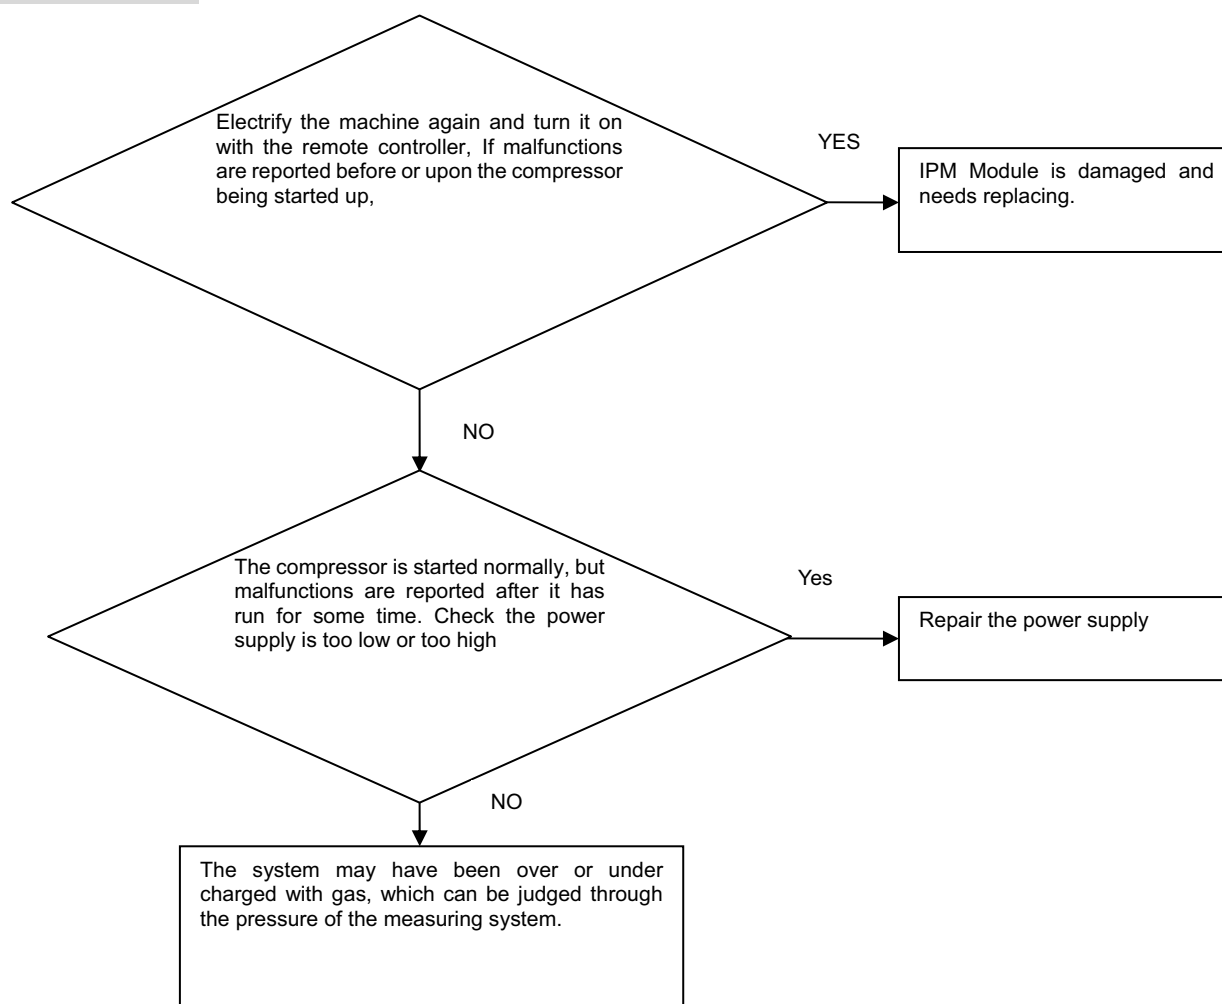 Electrify the machine again and turn it on
with the remote controller, If malfunctions
are reported before or upon the compressor
being started up,
YES
IPM Module is damaged and
needs replacing.
NO
The compressor is started normally, but
malfunctions are reported after it has
run for some time. Check the power
supply is too low or too high
Yes
Repair the power supply
NO
The system may have been over or under
charged with gas, which can be judged through
the pressure of the measuring system.